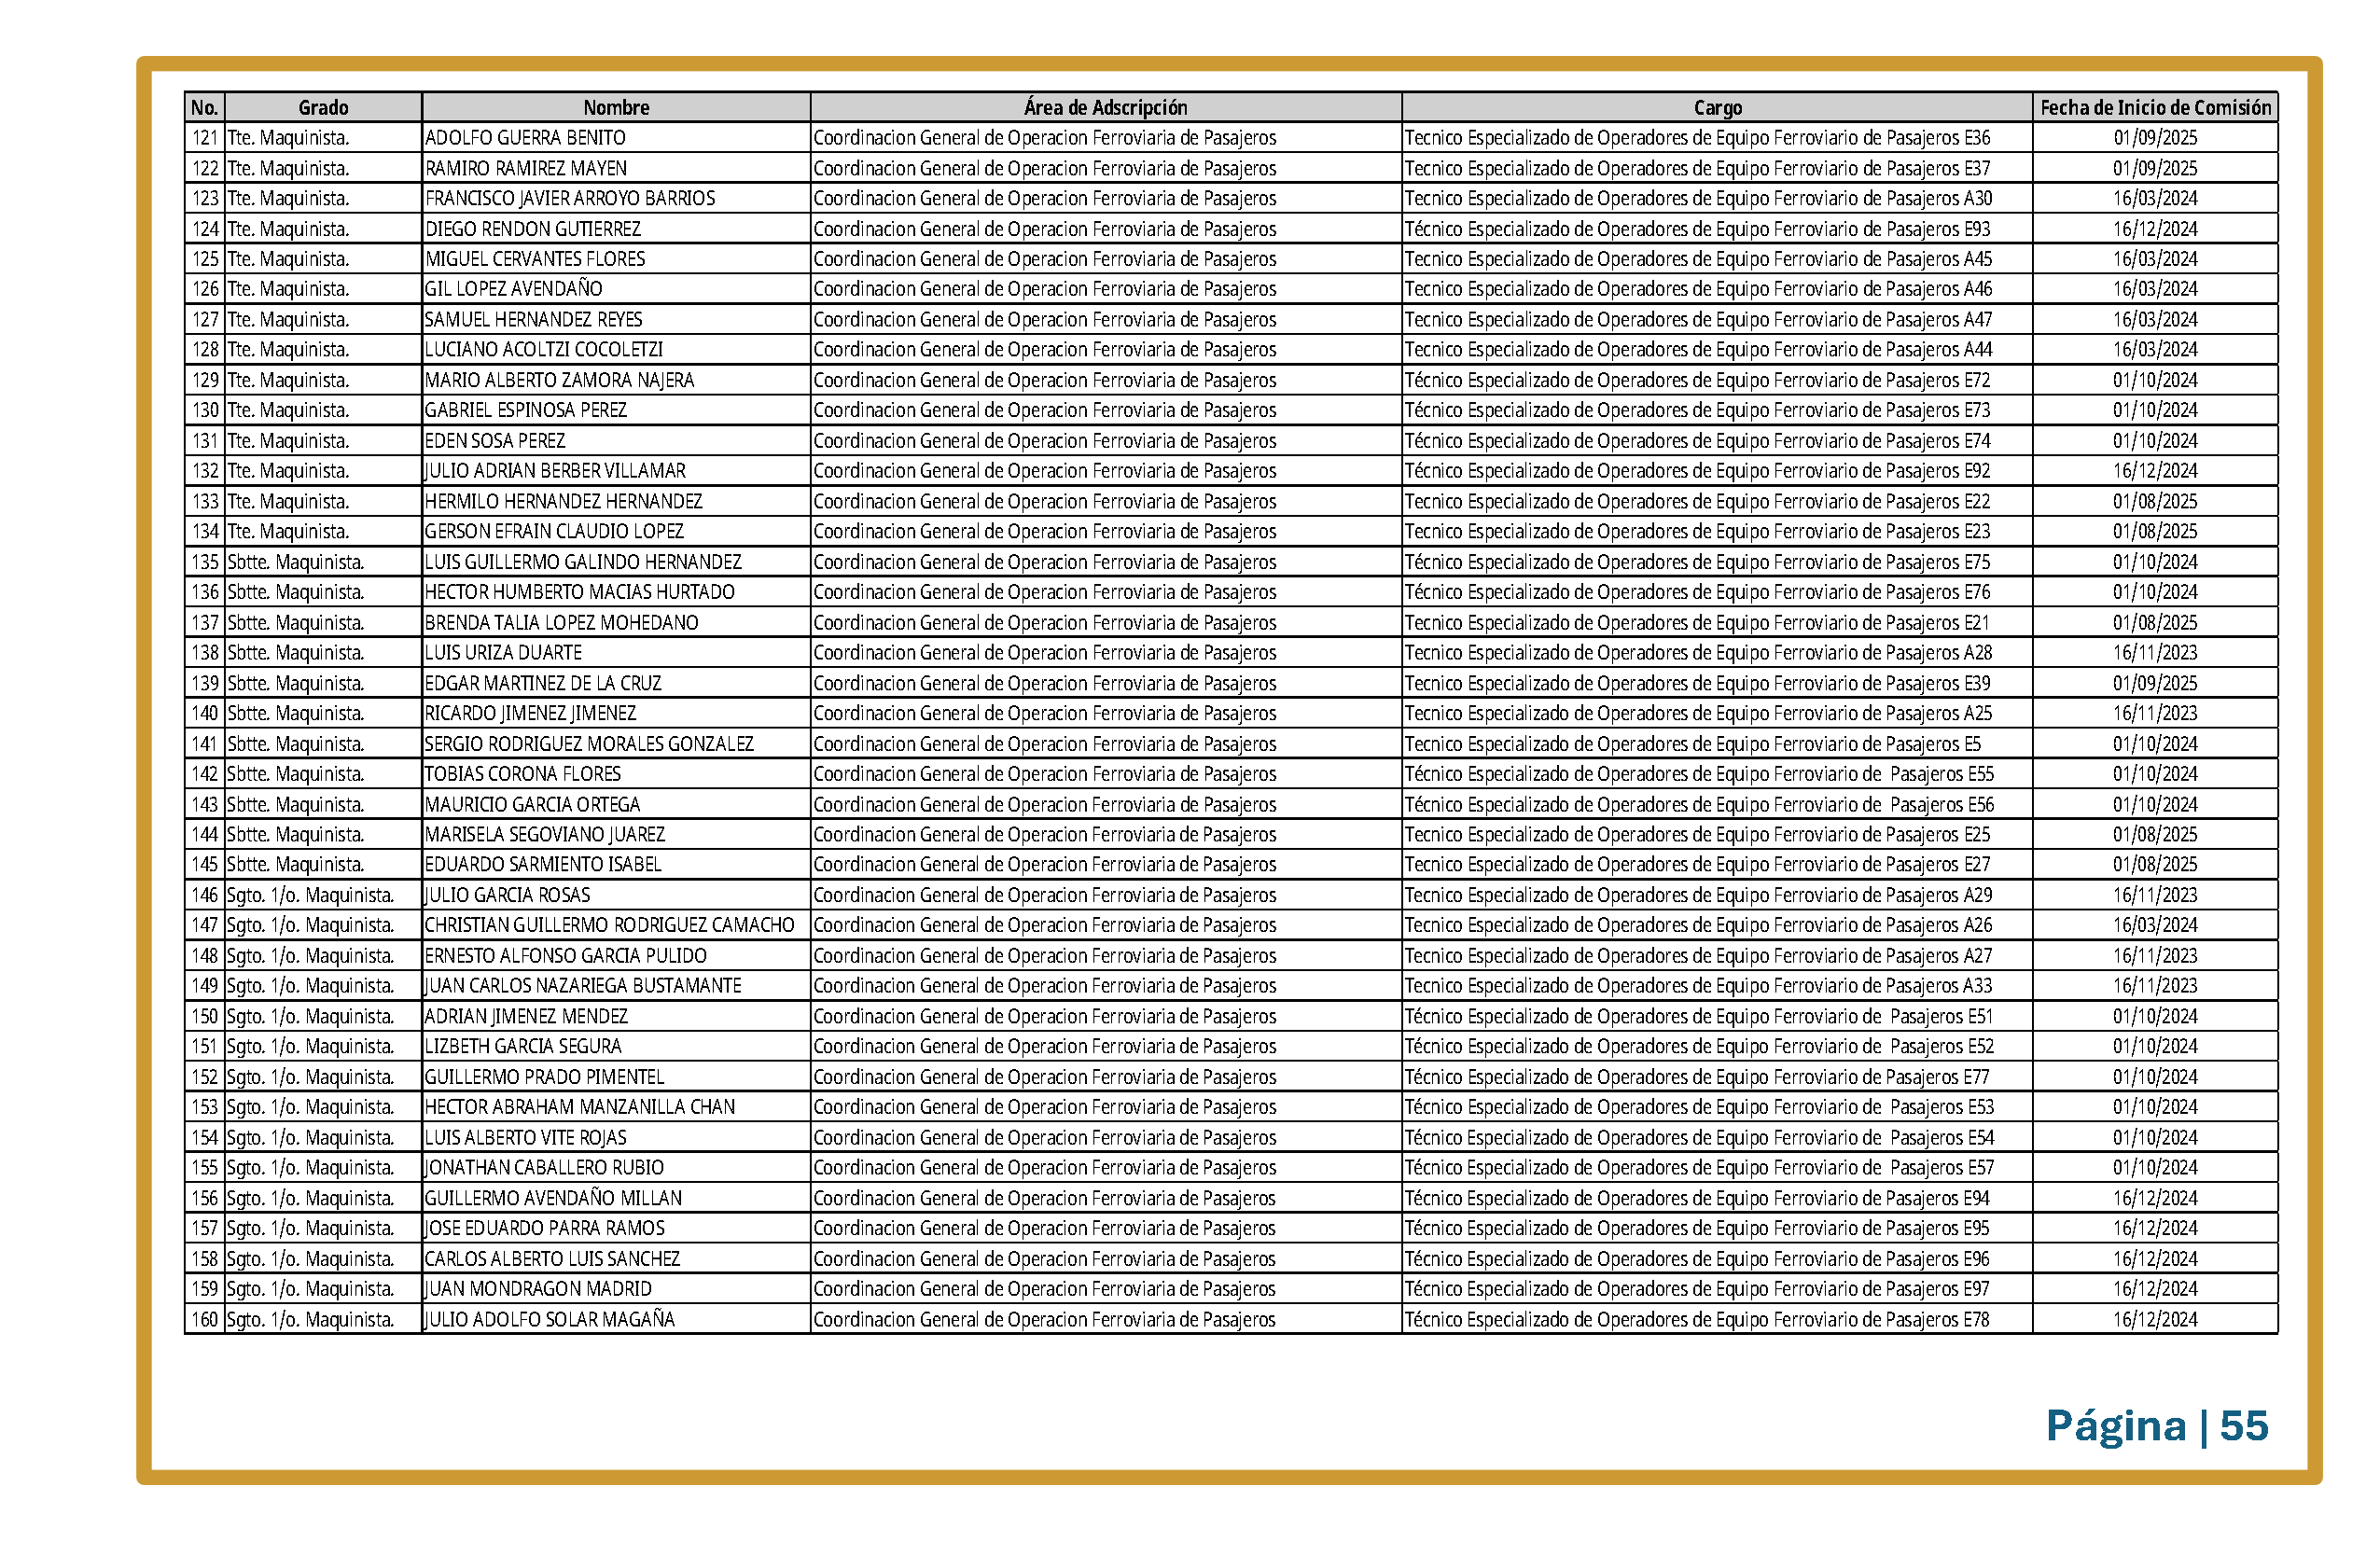 No. Grado Nombre Área de Adscripción Cargo Fecha de Inicio de Comisión
121 Tte. Maquinista. ADOLFO GUERRA BENITO Coordinacion General de Operacion Ferroviaria de Pasajeros Tecnico Especializado de Operadores de Equipo Ferroviario de Pasajeros E36 01/09/2025
122 Tte. Maquinista. RAMIRO RAMIREZ MAYEN Coordinacion General de Operacion Ferroviaria de Pasajeros Tecnico Especializado de Operadores de Equipo Ferroviario de Pasajeros E37 01/09/2025
123 Tte. Maquinista. FRANCISCO JAVIER ARROYO BARRIOS Coordinacion General de Operacion Ferroviaria de Pasajeros Tecnico Especializado de Operadores de Equipo Ferroviario de Pasajeros A30 16/03/2024
124 Tte. Maquinista. DIEGO RENDON GUTIERREZ Coordinacion General de Operacion Ferroviaria de Pasajeros Técnico Especializado de Operadores de Equipo Ferroviario de Pasajeros E93 16/12/2024
125 Tte. Maquinista. MIGUEL CERVANTES FLORES Coordinacion General de Operacion Ferroviaria de Pasajeros Tecnico Especializado de Operadores de Equipo Ferroviario de Pasajeros A45 16/03/2024
126 Tte. Maquinista. GIL LOPEZ AVENDAÑO Coordinacion General de Operacion Ferroviaria de Pasajeros Tecnico Especializado de Operadores de Equipo Ferroviario de Pasajeros A46 16/03/2024
127 Tte. Maquinista. SAMUEL HERNANDEZ REYES Coordinacion General de Operacion Ferroviaria de Pasajeros Tecnico Especializado de Operadores de Equipo Ferroviario de Pasajeros A47 16/03/2024
128 Tte. Maquinista. LUCIANO ACOLTZI COCOLETZI Coordinacion General de Operacion Ferroviaria de Pasajeros Tecnico Especializado de Operadores de Equipo Ferroviario de Pasajeros A44 16/03/2024
129 Tte. Maquinista. MARIO ALBERTO ZAMORA NAJERA Coordinacion General de Operacion Ferroviaria de Pasajeros Técnico Especializado de Operadores de Equipo Ferroviario de Pasajeros E72 01/10/2024
130 Tte. Maquinista. GABRIEL ESPINOSA PEREZ Coordinacion General de Operacion Ferroviaria de Pasajeros Técnico Especializado de Operadores de Equipo Ferroviario de Pasajeros E73 01/10/2024
131 Tte. Maquinista. EDEN SOSA PEREZ Coordinacion General de Operacion Ferroviaria de Pasajeros Técnico Especializado de Operadores de Equipo Ferroviario de Pasajeros E74 01/10/2024
132 Tte. Maquinista. JULIO ADRIAN BERBER VILLAMAR Coordinacion General de Operacion Ferroviaria de Pasajeros Técnico Especializado de Operadores de Equipo Ferroviario de Pasajeros E92 16/12/2024
133 Tte. Maquinista. HERMILO HERNANDEZ HERNANDEZ Coordinacion General de Operacion Ferroviaria de Pasajeros Tecnico Especializado de Operadores de Equipo Ferroviario de Pasajeros E22 01/08/2025
134 Tte. Maquinista. GERSON EFRAIN CLAUDIO LOPEZ Coordinacion General de Operacion Ferroviaria de Pasajeros Tecnico Especializado de Operadores de Equipo Ferroviario de Pasajeros E23 01/08/2025
135 Sbtte. Maquinista. LUIS GUILLERMO GALINDO HERNANDEZ Coordinacion General de Operacion Ferroviaria de Pasajeros Técnico Especializado de Operadores de Equipo Ferroviario de Pasajeros E75 01/10/2024
136 Sbtte. Maquinista. HECTOR HUMBERTO MACIAS HURTADO Coordinacion General de Operacion Ferroviaria de Pasajeros Técnico Especializado de Operadores de Equipo Ferroviario de Pasajeros E76 01/10/2024
137 Sbtte. Maquinista. BRENDA TALIA LOPEZ MOHEDANO Coordinacion General de Operacion Ferroviaria de Pasajeros Tecnico Especializado de Operadores de Equipo Ferroviario de Pasajeros E21 01/08/2025
138 Sbtte. Maquinista. LUIS URIZA DUARTE Coordinacion General de Operacion Ferroviaria de Pasajeros Tecnico Especializado de Operadores de Equipo Ferroviario de Pasajeros A28 16/11/2023
139 Sbtte. Maquinista. EDGAR MARTINEZ DE LA CRUZ Coordinacion General de Operacion Ferroviaria de Pasajeros Tecnico Especializado de Operadores de Equipo Ferroviario de Pasajeros E39 01/09/2025
140 Sbtte. Maquinista. RICARDO JIMENEZ JIMENEZ Coordinacion General de Operacion Ferroviaria de Pasajeros Tecnico Especializado de Operadores de Equipo Ferroviario de Pasajeros A25 16/11/2023
141 Sbtte. Maquinista. SERGIO RODRIGUEZ MORALES GONZALEZ Coordinacion General de Operacion Ferroviaria de Pasajeros Tecnico Especializado de Operadores de Equipo Ferroviario de Pasajeros E5 01/10/2024
142 Sbtte. Maquinista. TOBIAS CORONA FLORES Coordinacion General de Operacion Ferroviaria de Pasajeros Técnico Especializado de Operadores de Equipo Ferroviario de Pasajeros E55 01/10/2024
143 Sbtte. Maquinista. MAURICIO GARCIA ORTEGA Coordinacion General de Operacion Ferroviaria de Pasajeros Técnico Especializado de Operadores de Equipo Ferroviario de Pasajeros E56 01/10/2024
144 Sbtte. Maquinista. MARISELA SEGOVIANO JUAREZ Coordinacion General de Operacion Ferroviaria de Pasajeros Tecnico Especializado de Operadores de Equipo Ferroviario de Pasajeros E25 01/08/2025
145 Sbtte. Maquinista. EDUARDO SARMIENTO ISABEL Coordinacion General de Operacion Ferroviaria de Pasajeros Tecnico Especializado de Operadores de Equipo Ferroviario de Pasajeros E27 01/08/2025
146 Sgto. 1/o. Maquinista. JULIO GARCIA ROSAS Coordinacion General de Operacion Ferroviaria de Pasajeros Tecnico Especializado de Operadores de Equipo Ferroviario de Pasajeros A29 16/11/2023
147 Sgto. 1/o. Maquinista. CHRISTIAN GUILLERMO RODRIGUEZ CAMACHO Coordinacion General de Operacion Ferroviaria de Pasajeros Tecnico Especializado de Operadores de Equipo Ferroviario de Pasajeros A26 16/03/2024
148 Sgto. 1/o. Maquinista. ERNESTO ALFONSO GARCIA PULIDO Coordinacion General de Operacion Ferroviaria de Pasajeros Tecnico Especializado de Operadores de Equipo Ferroviario de Pasajeros A27 16/11/2023
149 Sgto. 1/o. Maquinista. JUAN CARLOS NAZARIEGA BUSTAMANTE Coordinacion General de Operacion Ferroviaria de Pasajeros Tecnico Especializado de Operadores de Equipo Ferroviario de Pasajeros A33 16/11/2023
150 Sgto. 1/o. Maquinista. ADRIAN JIMENEZ MENDEZ Coordinacion General de Operacion Ferroviaria de Pasajeros Técnico Especializado de Operadores de Equipo Ferroviario de Pasajeros E51 01/10/2024
151 Sgto. 1/o. Maquinista. LIZBETH GARCIA SEGURA Coordinacion General de Operacion Ferroviaria de Pasajeros Técnico Especializado de Operadores de Equipo Ferroviario de Pasajeros E52 01/10/2024
152 Sgto. 1/o. Maquinista. GUILLERMO PRADO PIMENTEL Coordinacion General de Operacion Ferroviaria de Pasajeros Técnico Especializado de Operadores de Equipo Ferroviario de Pasajeros E77 01/10/2024
153 Sgto. 1/o. Maquinista. HECTOR ABRAHAM MANZANILLA CHAN Coordinacion General de Operacion Ferroviaria de Pasajeros Técnico Especializado de Operadores de Equipo Ferroviario de Pasajeros E53 01/10/2024
154 Sgto. 1/o. Maquinista. LUIS ALBERTO VITE ROJAS Coordinacion General de Operacion Ferroviaria de Pasajeros Técnico Especializado de Operadores de Equipo Ferroviario de Pasajeros E54 01/10/2024
155 Sgto. 1/o. Maquinista. JONATHAN CABALLERO RUBIO Coordinacion General de Operacion Ferroviaria de Pasajeros Técnico Especializado de Operadores de Equipo Ferroviario de Pasajeros E57 01/10/2024
156 Sgto. 1/o. Maquinista. GUILLERMO AVENDAÑO MILLAN Coordinacion General de Operacion Ferroviaria de Pasajeros Técnico Especializado de Operadores de Equipo Ferroviario de Pasajeros E94 16/12/2024
157 Sgto. 1/o. Maquinista. JOSE EDUARDO PARRA RAMOS Coordinacion General de Operacion Ferroviaria de Pasajeros Técnico Especializado de Operadores de Equipo Ferroviario de Pasajeros E95 16/12/2024
158 Sgto. 1/o. Maquinista. CARLOS ALBERTO LUIS SANCHEZ Coordinacion General de Operacion Ferroviaria de Pasajeros Técnico Especializado de Operadores de Equipo Ferroviario de Pasajeros E96 16/12/2024
159 Sgto. 1/o. Maquinista. JUAN MONDRAGON MADRID Coordinacion General de Operacion Ferroviaria de Pasajeros Técnico Especializado de Operadores de Equipo Ferroviario de Pasajeros E97 16/12/2024
160 Sgto. 1/o. Maquinista. JULIO ADOLFO SOLAR MAGAÑA Coordinacion General de Operacion Ferroviaria de Pasajeros Técnico Especializado de Operadores de Equipo Ferroviario de Pasajeros E78 16/12/2024
Página | 55